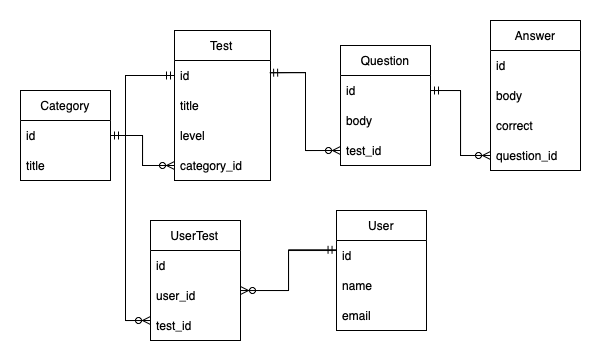 Category
id
title
Test
id
title
level
category_id
Question
id
body
test_id
Answer
id
body
correct
question_id
UserTest
id
user_id
test_id
User
id
name
email